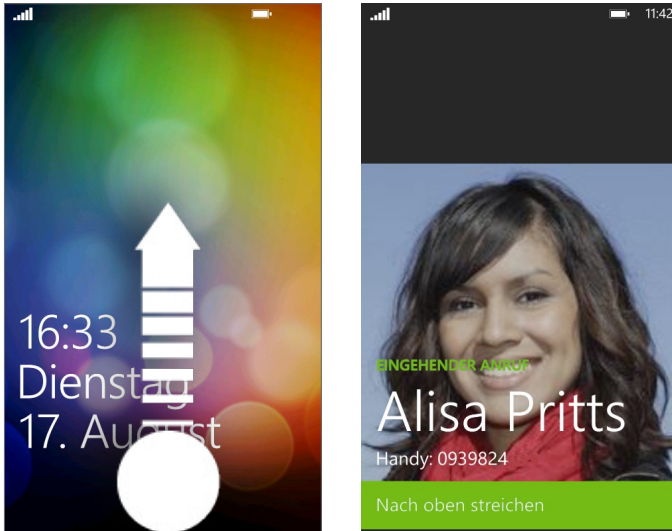 16:33
Dienstag
17. August
11:42
EINGEHENDER ANRUF
Alisa Pritts
Handy: 0939824
Nach oben streichen